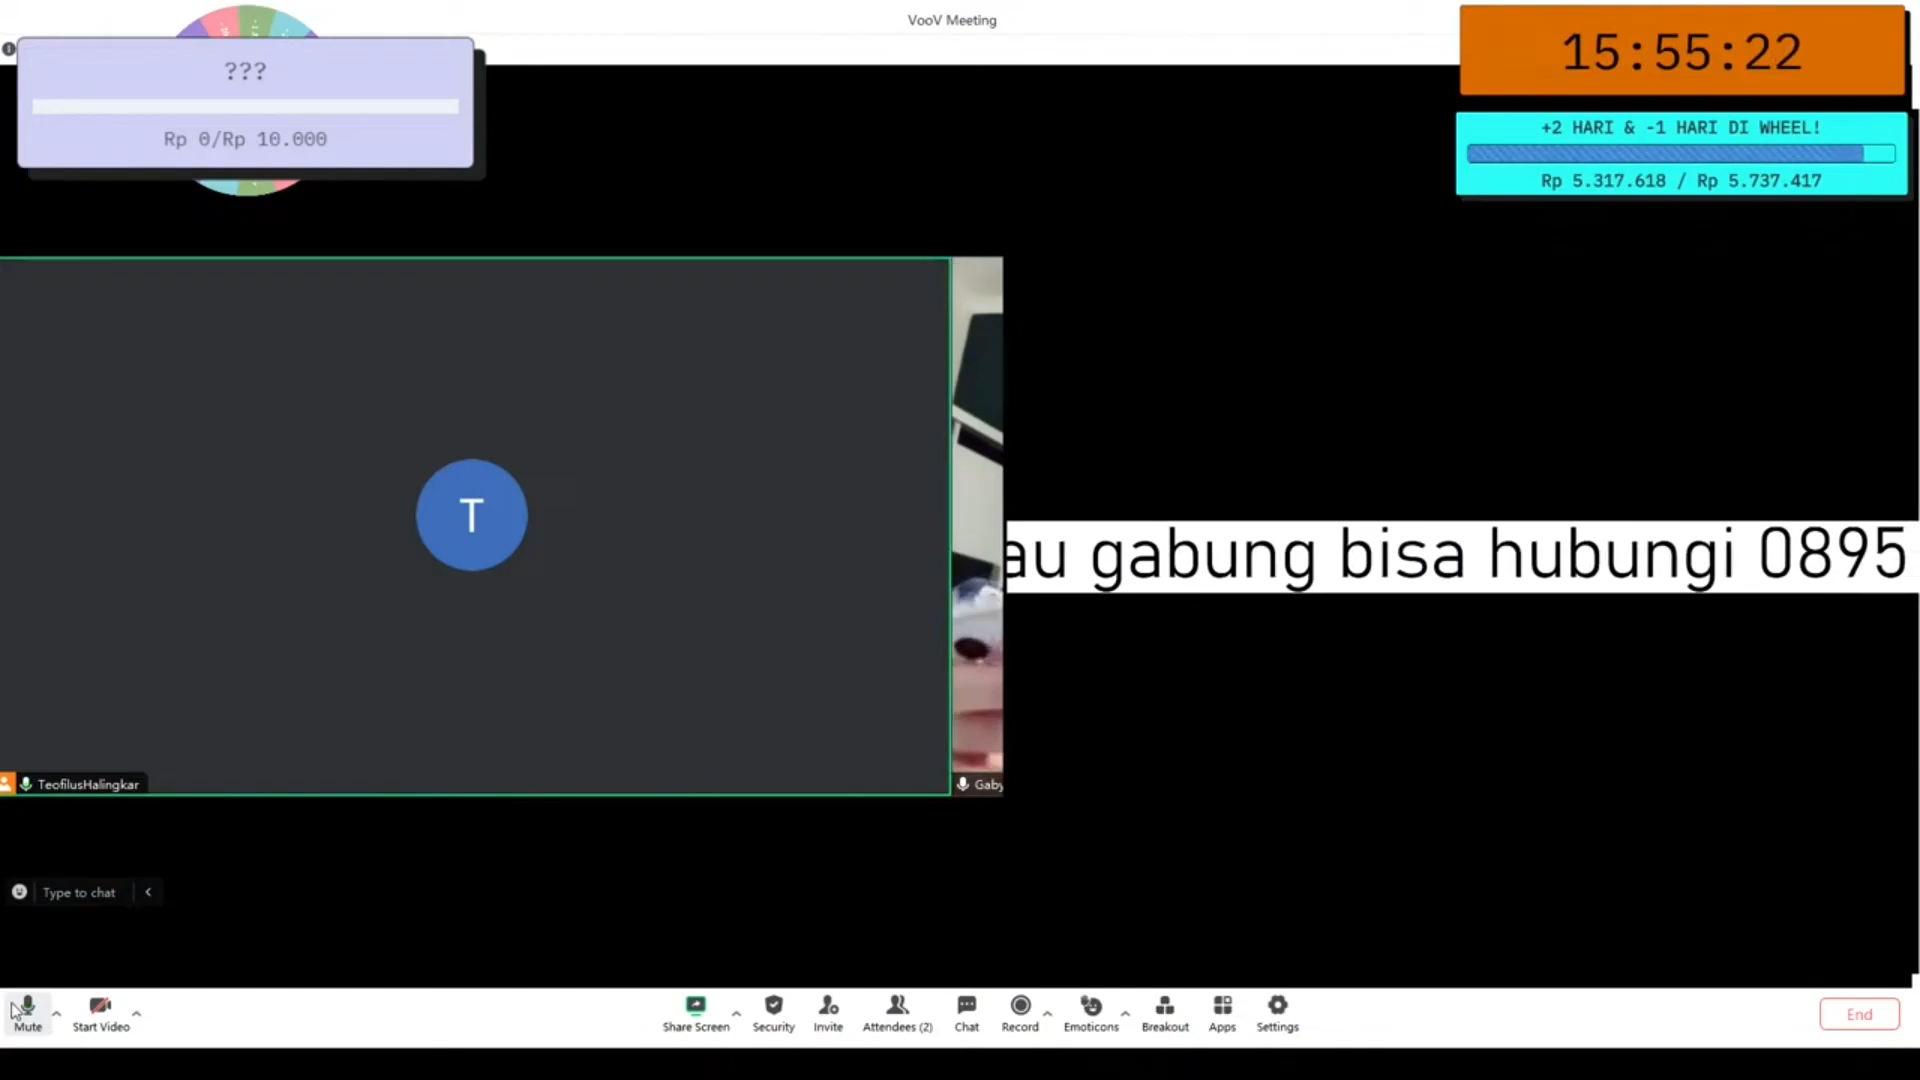 VooV Meeting
???
Rp 0/Rp 10.000
15:55:22
+2 HARI & -1 HARI DI WHEEL!
Rp 5.317.618 / Rp 5.737.417
T
au gabung bisa hubungi 0895
TeofilusHalingkar
Gaby
Type to chat
Mute
Start Video
Share Screen
Security
Invite
Attendees (2)
Chat
Record
Emoticons
Breakout
Apps
Settings
End